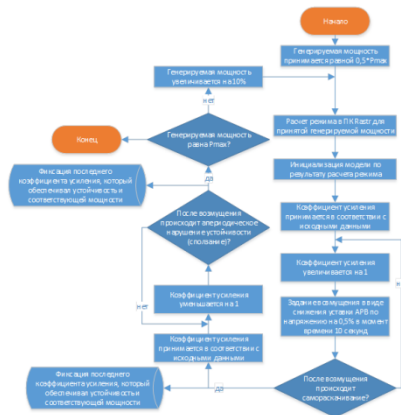 Начало
Генерируемая мощность
принимается равной 0,5*Pmax
Генерируемая мощность
увеличивается на 10%
нет
Расчет режима в ПК Rastr для
принятой генерируемой мощности
Генерируемая мощность
равна Pmax?
Конец
Инициализация модели по
результату расчета режима
да
Фиксация последнего
коэффициента усиления, который
обеспечивал устойчивость и
соответствующей мощности
Коэффициент усиления
принимается в соответствии с
исходными данными
После возмущения
происходит апериодическое
нарушение устойчивости
(сползание)?
Коэффициент усиления
увеличивается на 1
нет
Коэффициент усиления
уменьшается на 1
Задание возмущения в виде
снижения уставки АРВ по
напряжению на 0,5% в момент
времени 10 секунд
Коэффициент усиления
принимается в соответствии с
исходными данными
Фиксация последнего
коэффициента усиления, который
обеспечивал устойчивость и
соответствующей мощности
да
После возмущения
происходит
самораскачивание?